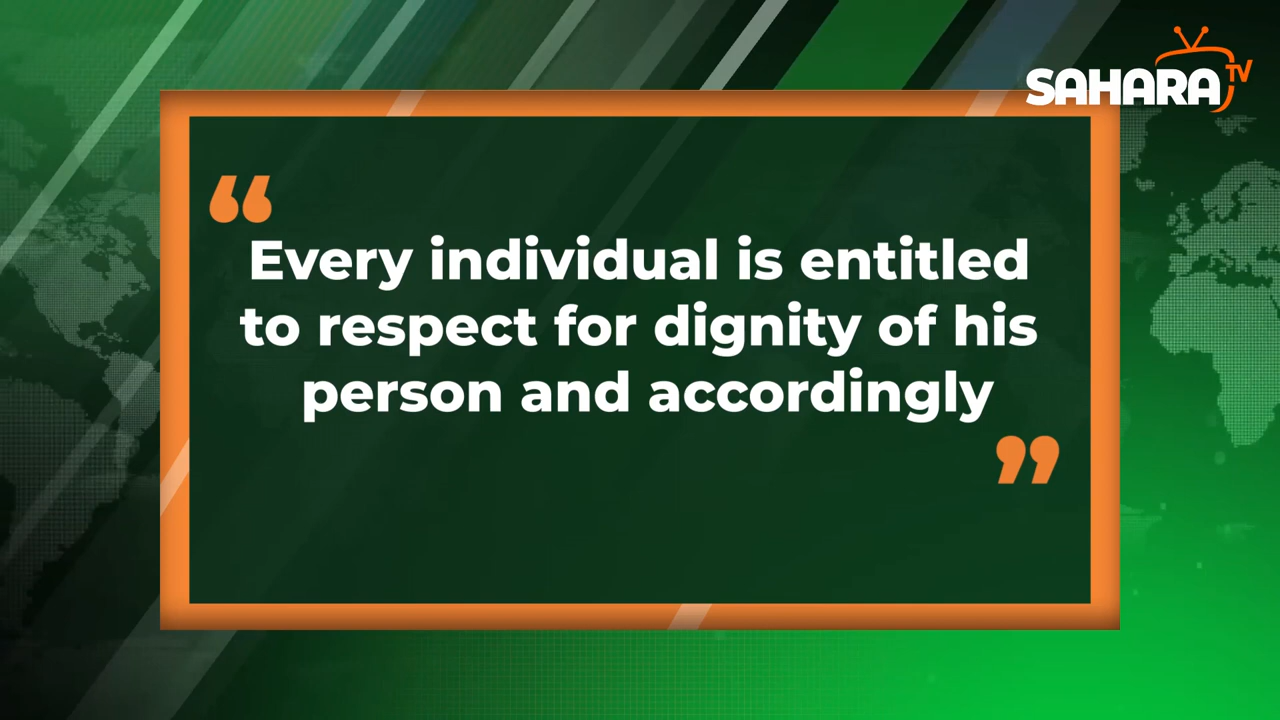 SAHARA TV
“
Every individual is entitled
to respect for dignity of his
person and accordingly
”